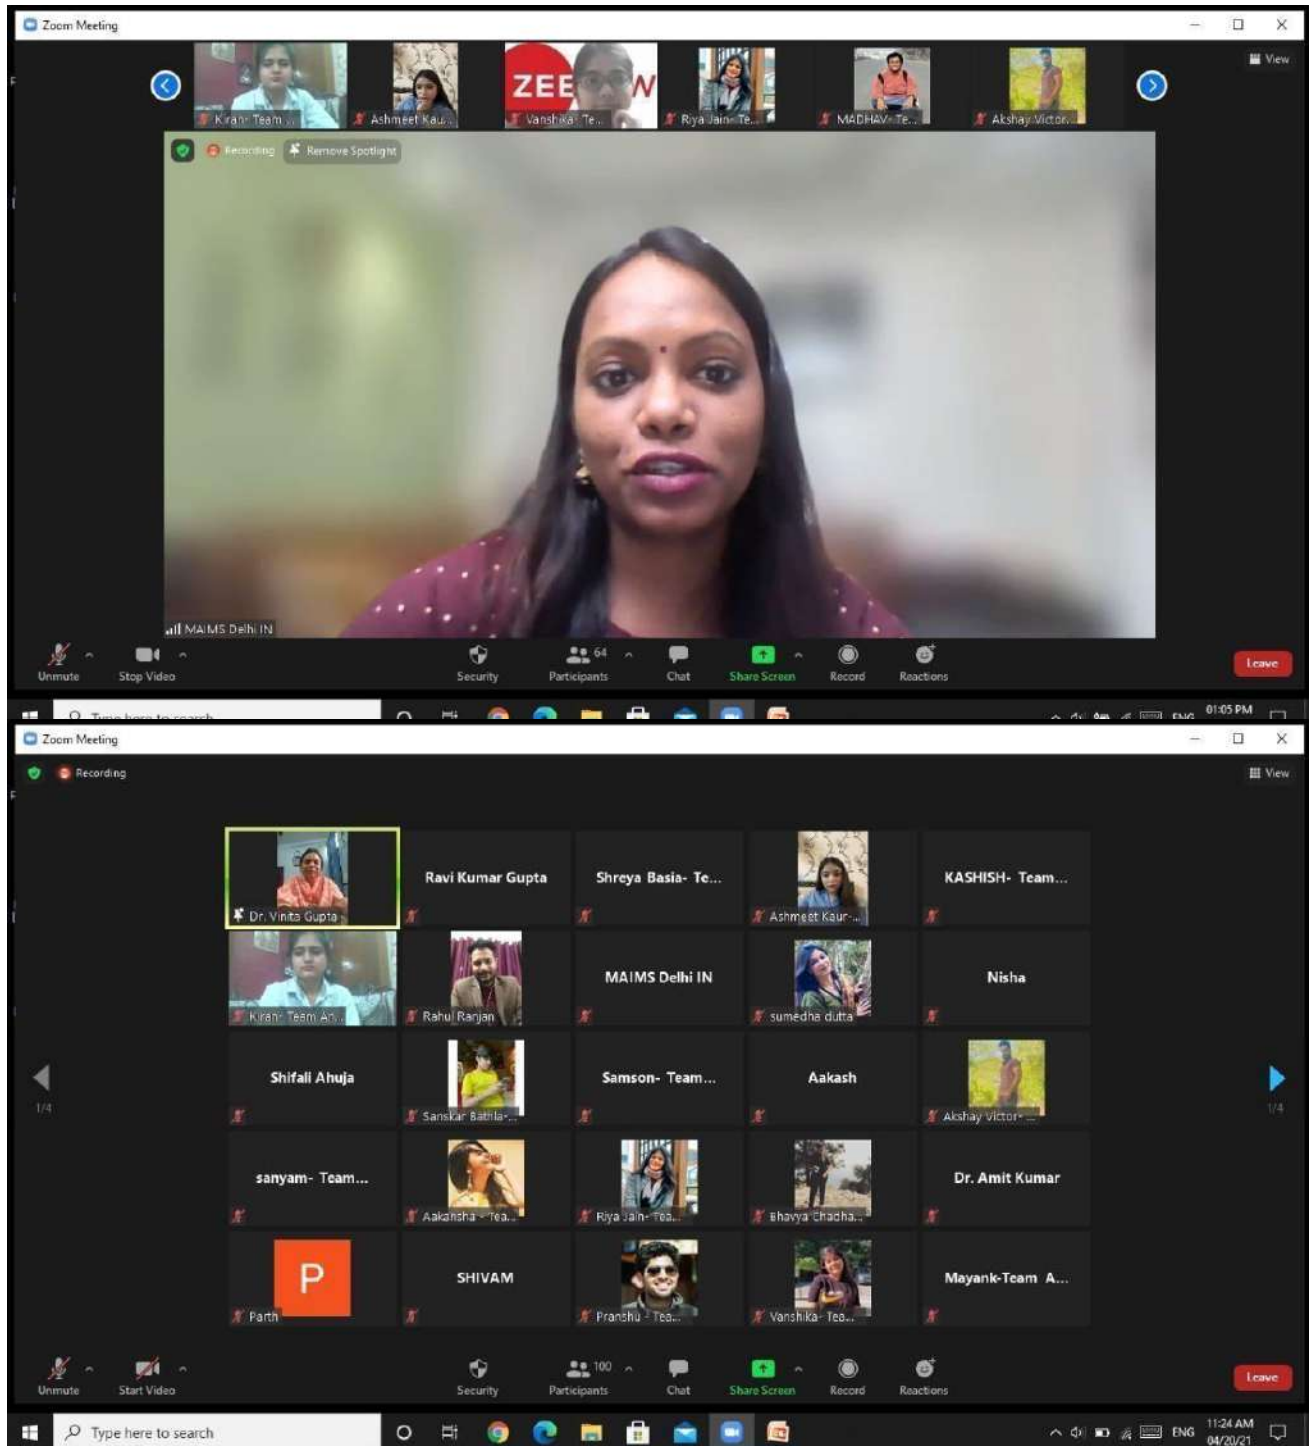 Zoom Meeting
View
ZEE
Kiran- Team ...
Ashmeet Kau...
Vanshika- Te...
Riya Jain- Te...
MADHAV- Te...
Akshay Victor...
Recording
Remove Spotlight
MAIMS Delhi IN
Unmute
Stop Video
Security
64
Participants
Chat
Share Screen
Record
Reactions
Leave
Type here to search
ENG
01:05 PM
Zoom Meeting
Recording
View
Dr. Vinita Gupta
Ravi Kumar Gupta
Shreya Basia- Te...
Ashmeet Kaur-...
KASHISH- Team...
Kiran- Team An...
Rahul Ranjan
MAIMS Delhi IN
sumedha dutta
Nisha
Shifali Ahuja
Sanskar Bathla-...
Samson- Team...
Aakash
Akshay Victor- ...
1/4
1/4
sanyam- Team...
Aakansha - Tea...
Riya Jain- Tea...
Bhavya Chadha...
Dr. Amit Kumar
P
Parth
SHIVAM
Pranshu - Tea...
Vanshika- Tea...
Mayank-Team A...
Unmute
Start Video
Security
100
Participants
Chat
Share Screen
Record
Reactions
Leave
Type here to search
ENG
11:24 AM
04/20/21